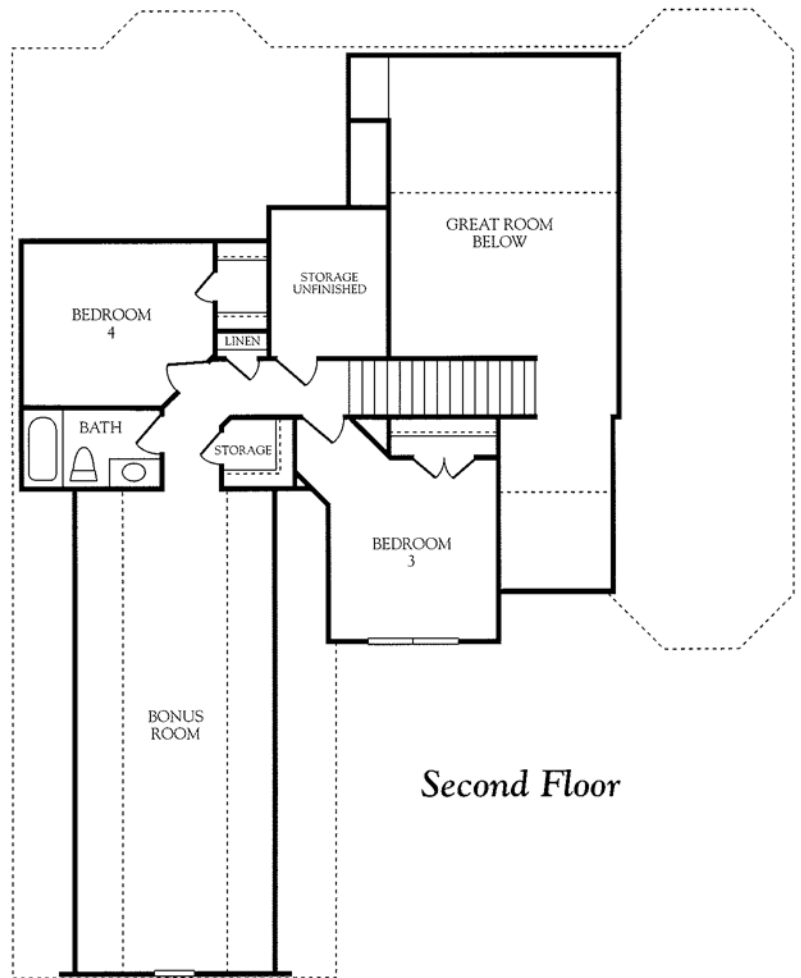 GREAT ROOM
BELOW
STORAGE
UNFINISHED
BEDROOM
4
LINEN
BATH
STORAGE
BEDROOM
3
BONUS
ROOM
Second Floor